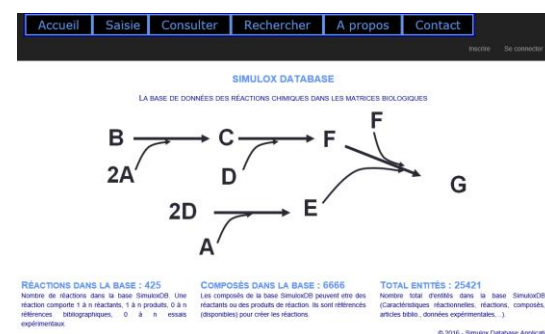 Accueil Saisie Consulter Rechercher A propos Contact
Inscrire Se connecter
SIMULOX DATABASE
LA BASE DE DONNÉES DES RÉACTIONS CHIMIQUES DANS LES MATRICES BIOLOGIQUES
F
B C F
2A D G
2D E
A
RÉACTIONS DANS LA BASE : 425
Nombre de réactions dans la base SimuloxDB. Une
réaction comporte 1 à n réactants, 1 à n produits, 0 à n
références bibliographiques, 0 à n essais
expérimentaux.
COMPOSÉS DANS LA BASE : 6666
Les composés de la base SimuloxDB peuvent etre des
réactants ou des produits de réaction. Ils sont référencés
(disponibles) pour créer les réactions.
TOTAL ENTITÉS : 25421
Nombre total d'entités dans la base SimuloxDB
(Caractéristiques réactionnelles, réactions, composés,
articles biblio., données expérimentales, ...).
© 2016 - Simulox Database Applicati